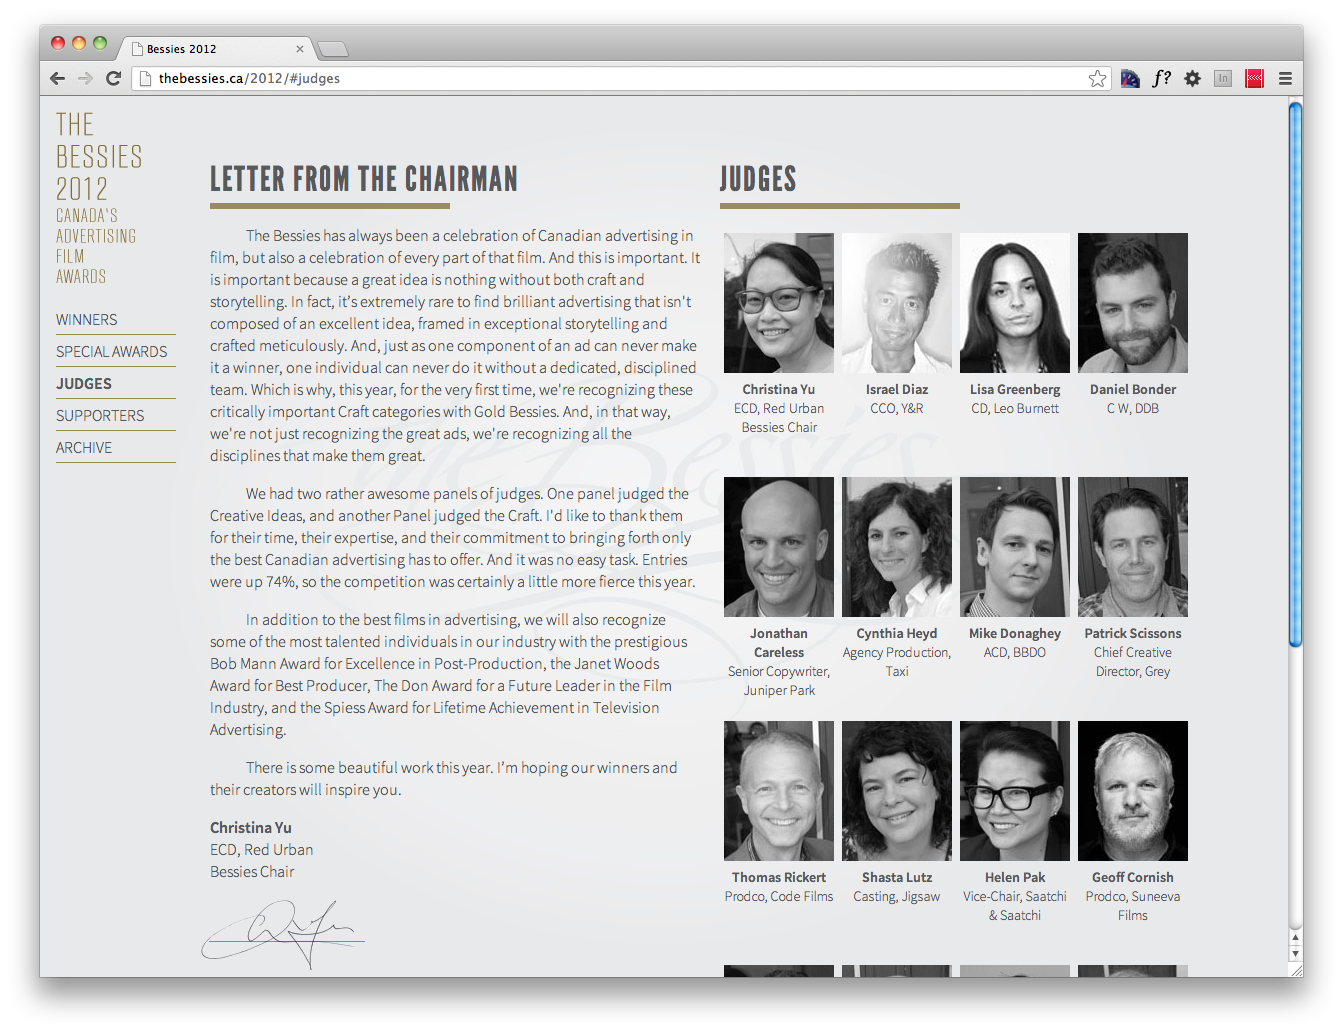 Bessies 2012
thebessies.ca/2012/#judges
f?
In
THE
BESSIES
2012
CANADA'S
ADVERTISING
FILM
AWARDS
WINNERS
SPECIAL AWARDS
JUDGES
SUPPORTERS
ARCHIVE
LETTER FROM THE CHAIRMAN
The Bessies has always been a celebration of Canadian advertising in
film, but also a celebration of every part of that film. And this is important. It
is important because a great idea is nothing without both craft and
storytelling. In fact, it's extremely rare to find brilliant advertising that isn't
composed of an excellent idea, framed in exceptional storytelling and
crafted meticulously. And, just as one component of an ad can never make
it a winner, one individual can never do it without a dedicated, disciplined
team. Which is why, this year, for the very first time, we're recognizing these
critically important Craft categories with Gold Bessies. And, in that way,
we're not just recognizing the great ads, we're recognizing all the
disciplines that make them great.
We had two rather awesome panels of judges. One panel judged the
Creative Ideas, and another Panel judged the Craft. I'd like to thank them
for their time, their expertise, and their commitment to bringing forth only
the best Canadian advertising has to offer. And it was no easy task. Entries
were up 74%, so the competition was certainly a little more fierce this year.
In addition to the best films in advertising, we will also recognize
some of the most talented individuals in our industry with the prestigious
Bob Mann Award for Excellence in Post-Production, the Janet Woods
Award for Best Producer, The Don Award for a Future Leader in the Film
Industry, and the Spiess Award for Lifetime Achievement in Television
Advertising.
There is some beautiful work this year. I'm hoping our winners and
their creators will inspire you.
Christina Yu
ECD, Red Urban
Bessies Chair
the Bessies
JUDGES
Christina Yu
ECD, Red Urban
Bessies Chair
Israel Diaz
CCO, Y&R
Lisa Greenberg
CD, Leo Burnett
Daniel Bonder
C W, DDB
Jonathan
Careless
Senior Copywriter,
Juniper Park
Cynthia Heyd
Agency Production,
Taxi
Mike Donaghey
ACD, BBDO
Patrick Scissons
Chief Creative
Director, Grey
Thomas Rickert
Prodco, Code Films
Shasta Lutz
Casting, Jigsaw
Helen Pak
Vice-Chair, Saatchi
& Saatchi
Geoff Cornish
Prodco, Suneeva
Films